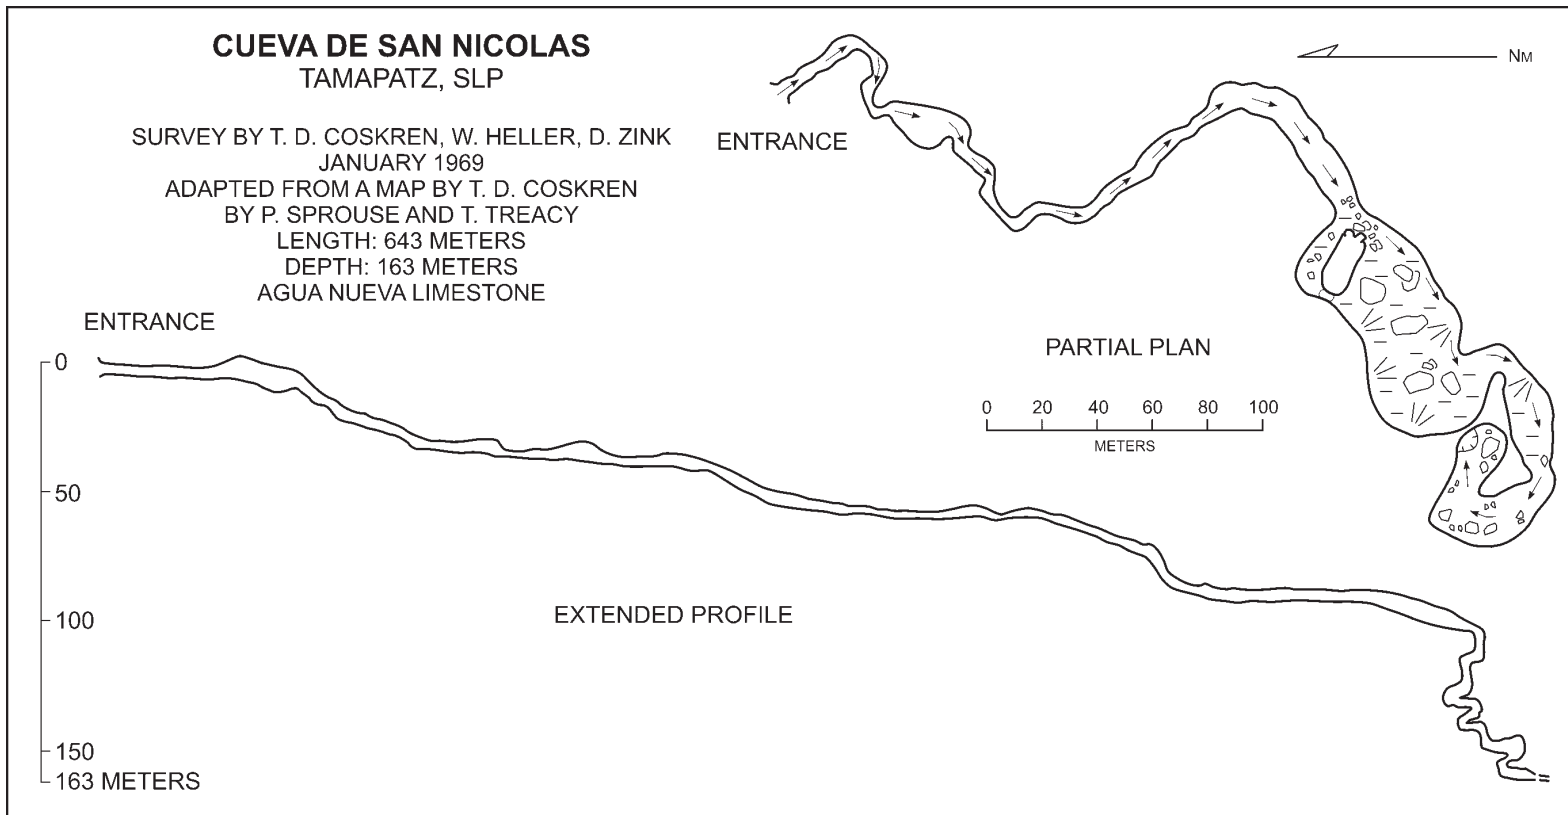 CUEVA DE SAN NICOLAS
TAMAPATZ, SLP
SURVEY BY T. D. COSKREN, W. HELLER, D. ZINK
JANUARY 1969
ADAPTED FROM A MAP BY T. D. COSKREN
BY P. SPROUSE AND T. TREACY
LENGTH: 643 METERS
DEPTH: 163 METERS
AGUA NUEVA LIMESTONE
NM
ENTRANCE
PARTIAL PLAN
0 20 40 60 80 100
METERS
ENTRANCE
0
50
100
150
163 METERS
EXTENDED PROFILE